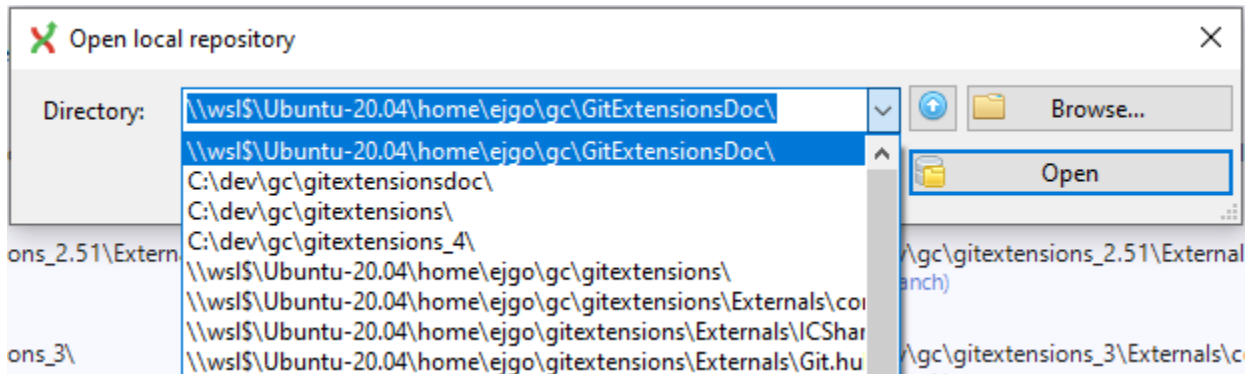 Open local repository
Directory:
\\wsl$\Ubuntu-20.04\home\ejgo\gc\GitExtensionsDoc\
Browse...
\\wsl$\Ubuntu-20.04\home\ejgo\gc\GitExtensionsDoc\
Open
C:\dev\gc\gitextensionsdoc\
C:\dev\gc\gitextensions\
C:\dev\gc\gitextensions_4\
\\wsl$\Ubuntu-20.04\home\ejgo\gc\gitextensions\
\\wsl$\Ubuntu-20.04\home\ejgo\gc\gitextensions\Externals\co
\\wsl$\Ubuntu-20.04\home\ejgo\gitextensions\Externals\ICShar
\\wsl$\Ubuntu-20.04\home\ejgo\gitextensions\Externals\Git.hu
ons_2.51\Extern
\gc\gitextensions_2.51\External
anch)
ons_3\
\gc\gitextensions_3\Externals\c